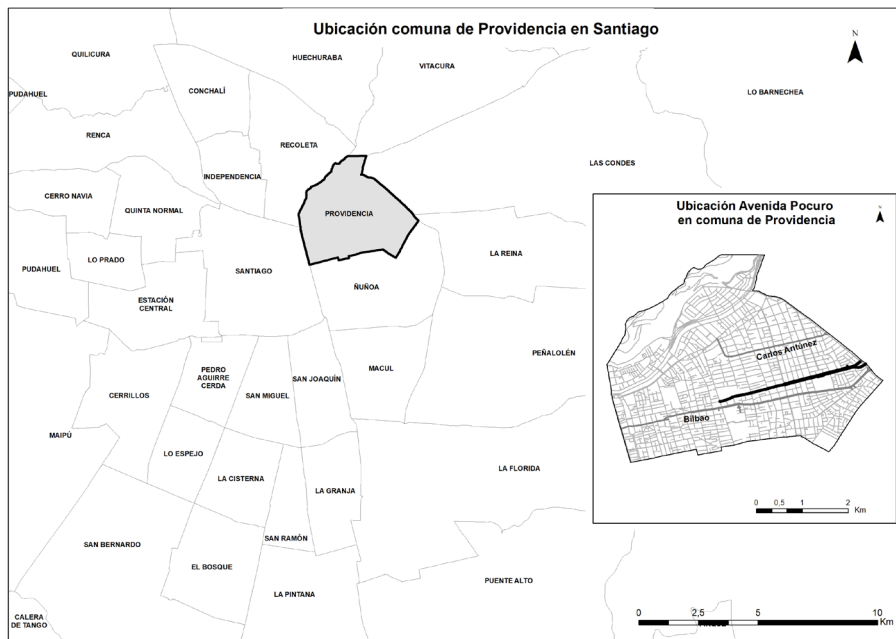 Ubicación comuna de Providencia en Santiago
N
QUILICURA
HUECHURABA
VITACURA
LO BARNECHEA
PUDAHUEL
CONCHALÍ
RENCA
RECOLETA
LAS CONDES
INDEPENDENCIA
CERRO NAVIA
QUINTA NORMAL
PROVIDENCIA
LO PRADO
LA REINA
PUDAHUEL
SANTIAGO
ÑUÑOA
ESTACIÓN
CENTRAL
PEÑALOLÉN
PEDRO
AGUIRRE
CERDA
SAN JOAQUÍN
MACUL
CERRILLOS
SAN MIGUEL
MAIPÚ
LO ESPEJO
LA CISTERNA
LA FLORIDA
LA GRANJA
SAN RAMÓN
SAN BERNARDO
EL BOSQUE
LA PINTANA
PUENTE ALTO
CALERA
DE TANGO
Ubicación Avenida Pocuro
en comuna de Providencia
N
Carlos Antúnez
Bilbao
0 0,5 1 2
Km
0 2,5 5 10
Km